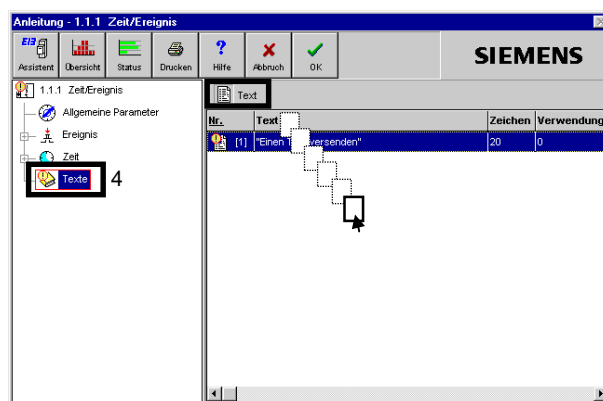 Anleitung - 1.1.1 Zeit/Ereignis
EIB
Assistent Übersicht Status Drucken Hilfe Abbruch OK
SIEMENS
1.1.1 Zeit/Ereignis
Text
Allgemeine Parameter
Nr. Text Zeichen Verwendung
Ereignis
[1] "Einen versenden" 20 0
Zeit
Texte 4